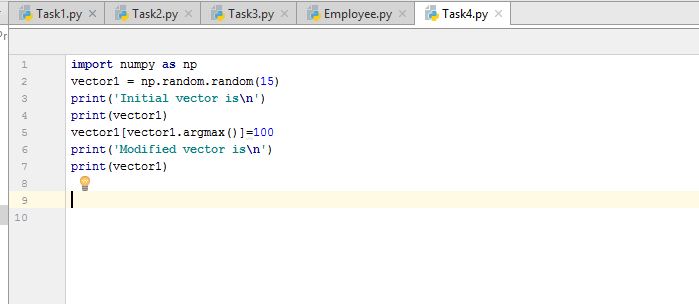 Task1.py Task2.py Task3.py Employee.py Task4.py
1 import numpy as np
2 vector1 = np.random.random(15)
3 print('Initial vector is\n')
4 print(vector1)
5 vector1[vector1.argmax()]=100
6 print('Modified vector is\n')
7 print(vector1)
8
9
10